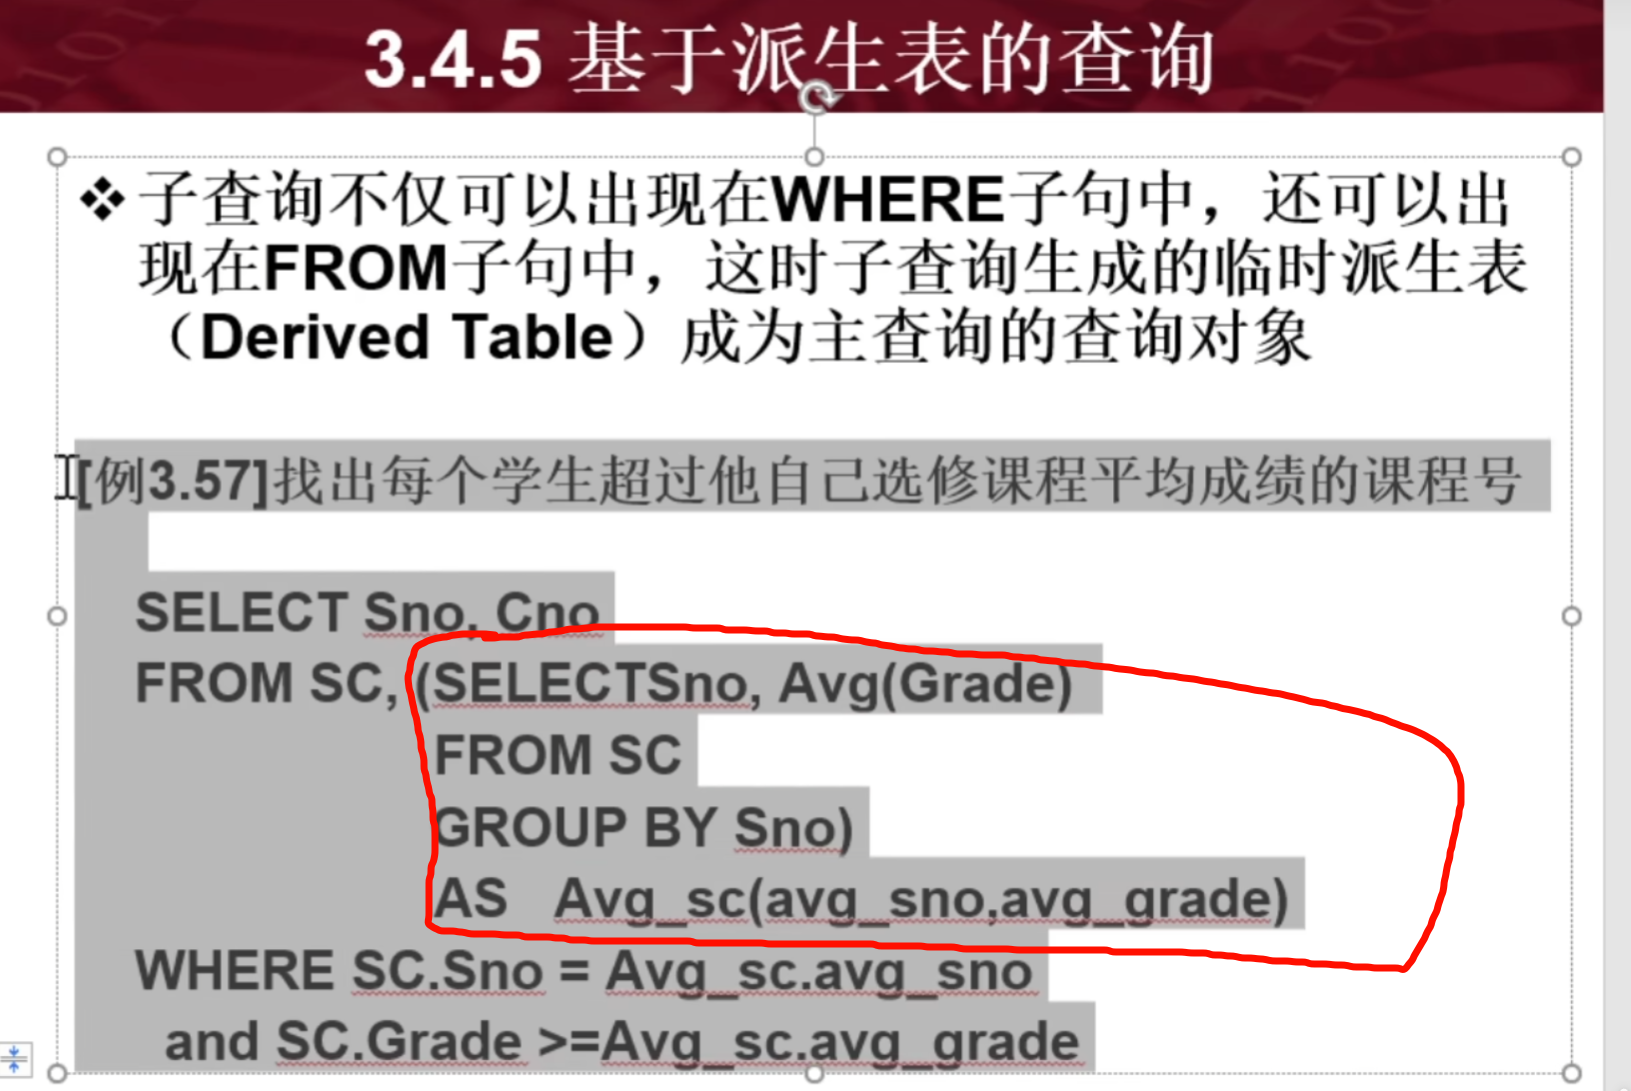 3.4.5 基于派生表的查询
❖子查询不仅可以出现在WHERE子句中，还可以出
现在FROM子句中，这时子查询生成的临时派生表
（Derived Table）成为主查询的查询对象
[例3.57]找出每个学生超过他自己选修课程平均成绩的课程号
SELECT Sno, Cno
FROM SC, (SELECTSno, Avg(Grade)
FROM SC
GROUP BY Sno)
AS Avg_sc(avg_sno,avg_grade)
WHERE SC.Sno = Avg_sc.avg_sno
and SC.Grade >=Avg_sc.avg_grade